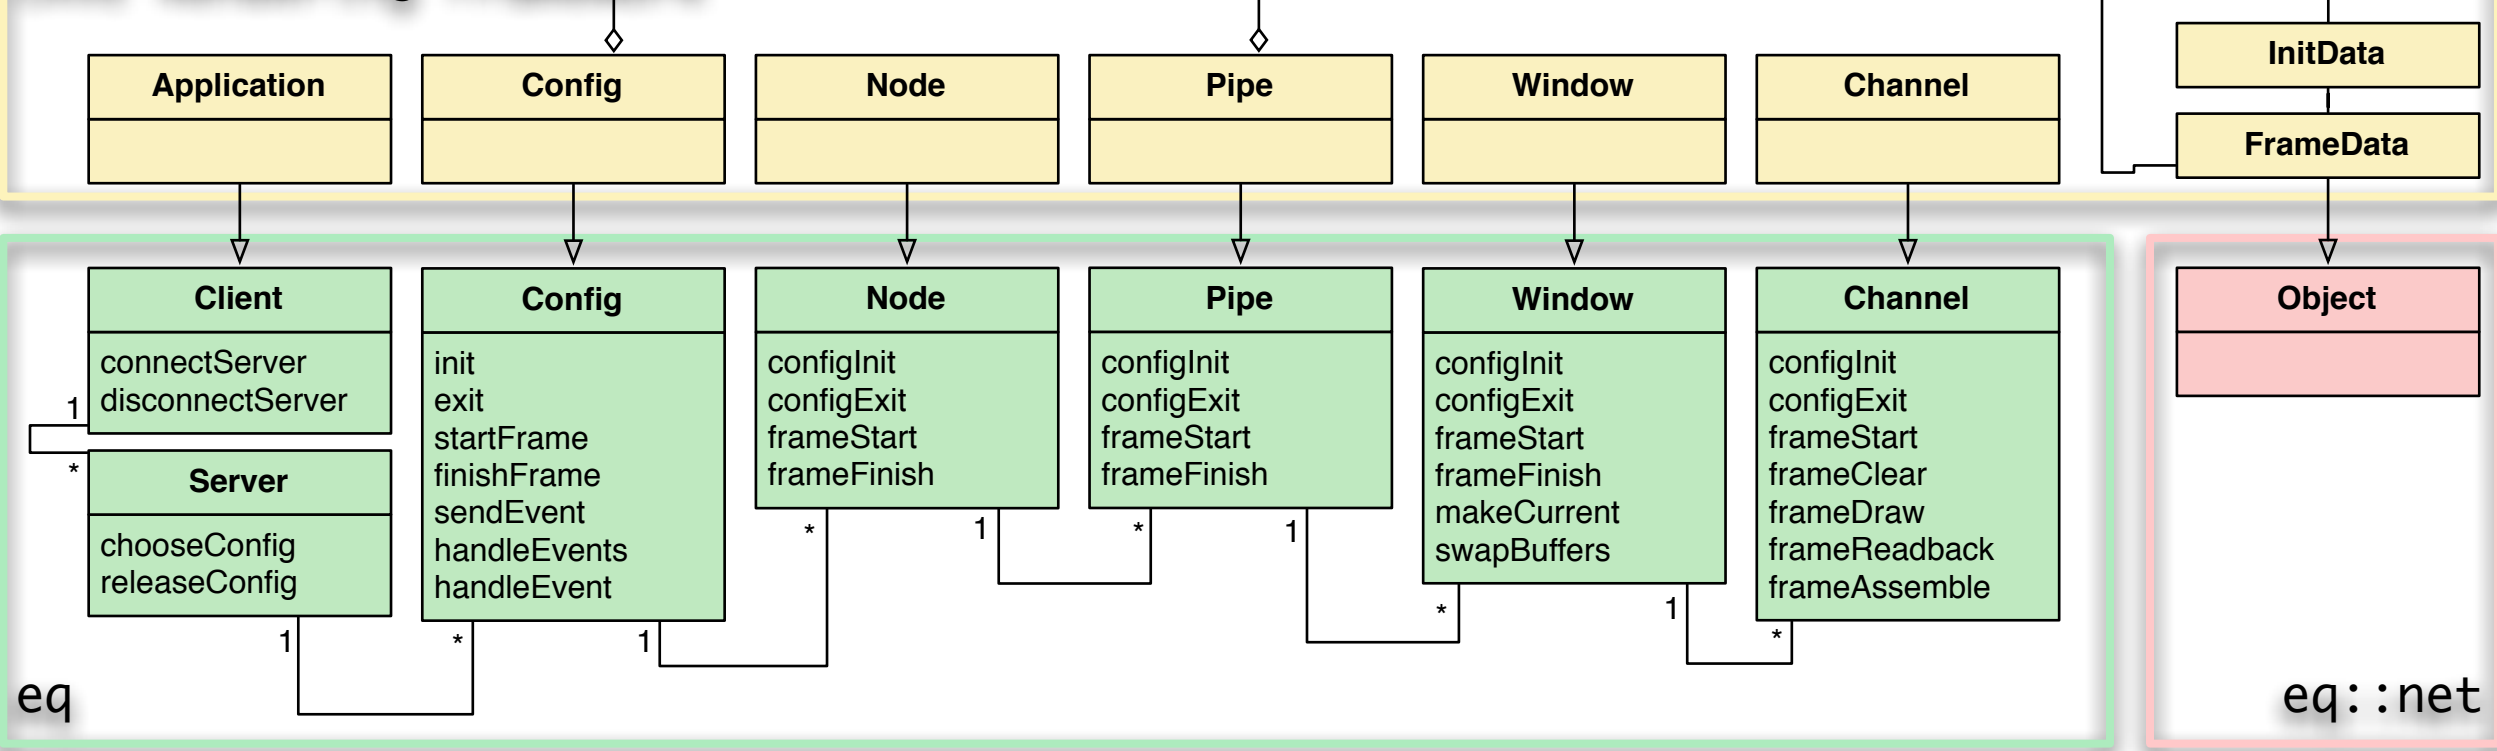 Application
Config
Node
Pipe
Window
Channel
InitData
FrameData
Client
connectServer
disconnectServer
1
*
Server
chooseConfig
releaseConfig
1
Config
init
exit
startFrame
finishFrame
sendEvent
handleEvents
handleEvent
*
1
Node
configInit
configExit
frameStart
frameFinish
*
1
Pipe
configInit
configExit
frameStart
frameFinish
*
1
Window
configInit
configExit
frameStart
frameFinish
makeCurrent
swapBuffers
*
1
Channel
configInit
configExit
frameStart
frameClear
frameDraw
frameReadback
frameAssemble
*
Object
eq
eq::net